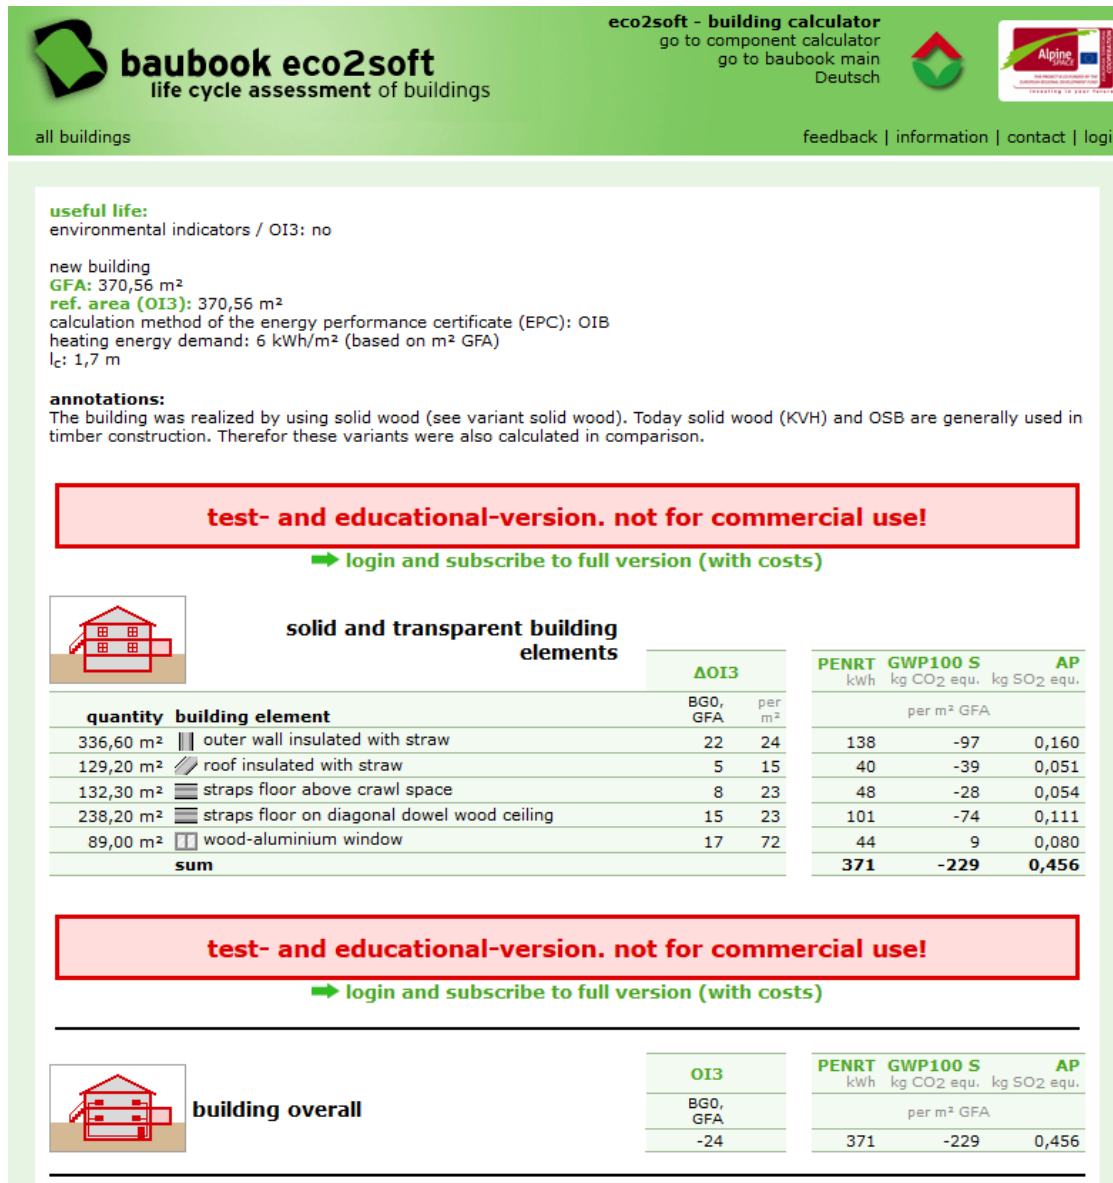 baubook eco2soft
life cycle assessment of buildings
eco2soft - building calculator
go to component calculator
go to baubook main
Deutsch
Alpine
SPACE
all buildings
feedback | information | contact | logi
useful life:
environmental indicators / OI3: no
new building
GFA: 370,56 m²
ref. area (OI3): 370,56 m²
calculation method of the energy performance certificate (EPC): OIB
heating energy demand: 6 kWh/m² (based on m² GFA)
lc: 1,7 m
annotations:
The building was realized by using solid wood (see variant solid wood). Today solid wood (KVH) and OSB are generally used in
timber construction. Therefor these variants were also calculated in comparison.
test- and educational-version. not for commercial use!
login and subscribe to full version (with costs)
solid and transparent building
elements
ΔOI3 PENRT GWP100 S AP
kWh kg CO2 equ. kg SO2 equ.
quantity building element BG0, GFA per m² per m² GFA
336,60 m² outer wall insulated with straw 22 24 138 -97 0,160
129,20 m² roof insulated with straw 5 15 40 -39 0,051
132,30 m² straps floor above crawl space 8 23 48 -28 0,054
238,20 m² straps floor on diagonal dowel wood ceiling 15 23 101 -74 0,111
89,00 m² wood-aluminium window 17 72 44 9 0,080
sum 371 -229 0,456
test- and educational-version. not for commercial use!
login and subscribe to full version (with costs)
building overall
OI3 PENRT GWP100 S AP
kWh kg CO2 equ. kg SO2 equ.
BG0, GFA per m² GFA
-24 371 -229 0,456